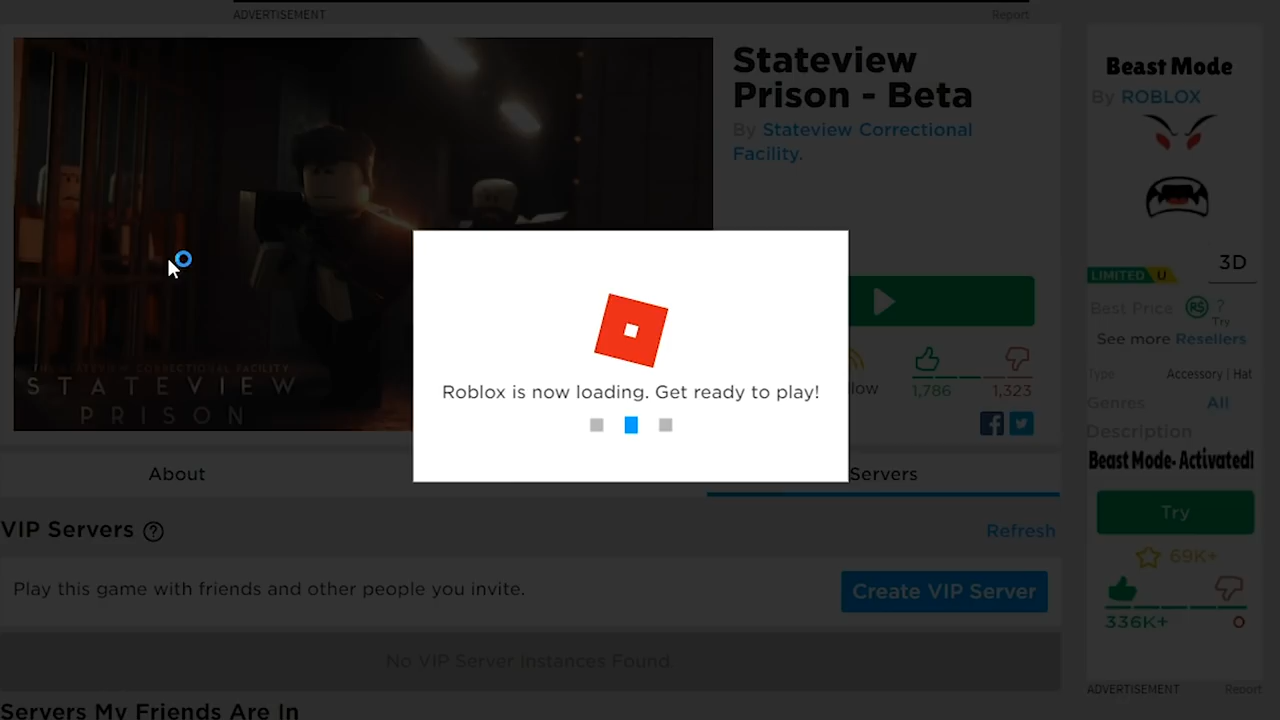 ADVERTISEMENT
Report
Stateview
Prison - Beta
By Stateview Correctional
Facility.
CORRECTIONAL FACILITY
STATEVIEW
PRISON
Roblox is now loading. Get ready to play!
llow
1,786
1,323
About
Servers
VIP Servers ?
Refresh
Play this game with friends and other people you invite.
Create VIP Server
No VIP Server Instances Found.
Servers My Friends Are In
Beast Mode
By ROBLOX
3D
LIMITED U
Best Price R$ ?
Try
See more Resellers
Type Accessory | Hat
Genres All
Description
Beast Mode- Activated!
Try
69K+
336K+ 0
ADVERTISEMENT
Report